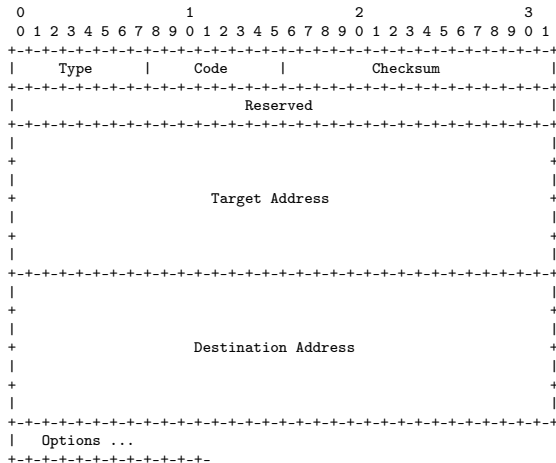 0                   1                   2                   3
 0 1 2 3 4 5 6 7 8 9 0 1 2 3 4 5 6 7 8 9 0 1 2 3 4 5 6 7 8 9 0 1
+-+-+-+-+-+-+-+-+-+-+-+-+-+-+-+-+-+-+-+-+-+-+-+-+-+-+-+-+-+-+-+-+
|     Type      |     Code      |          Checksum             |
+-+-+-+-+-+-+-+-+-+-+-+-+-+-+-+-+-+-+-+-+-+-+-+-+-+-+-+-+-+-+-+-+
|                           Reserved                            |
+-+-+-+-+-+-+-+-+-+-+-+-+-+-+-+-+-+-+-+-+-+-+-+-+-+-+-+-+-+-+-+-+
|                                                               |
+                                                               +
|                                                               |
+                       Target Address                          +
|                                                               |
+                                                               +
|                                                               |
+-+-+-+-+-+-+-+-+-+-+-+-+-+-+-+-+-+-+-+-+-+-+-+-+-+-+-+-+-+-+-+-+
|                                                               |
+                                                               +
|                                                               |
+                     Destination Address                       +
|                                                               |
+                                                               +
|                                                               |
+-+-+-+-+-+-+-+-+-+-+-+-+-+-+-+-+-+-+-+-+-+-+-+-+-+-+-+-+-+-+-+-+
|   Options ...
+-+-+-+-+-+-+-+-+-+-+-+-